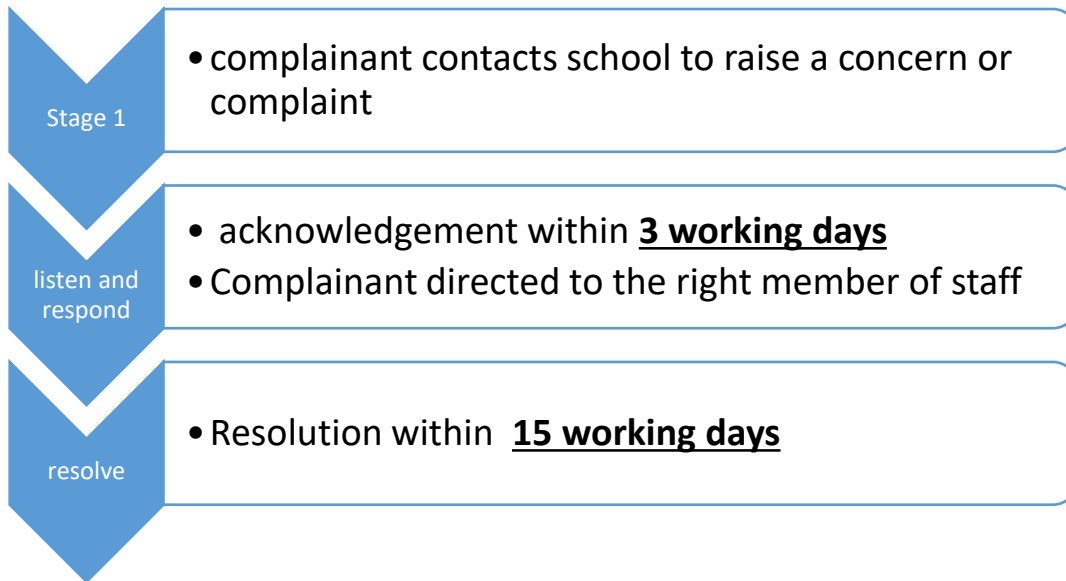 Stage 1
•complainant contacts school to raise a concern or
complaint
listen and
respond
• acknowledgement within 3 working days
•Complainant directed to the right member of staff
resolve
•Resolution within 15 working days